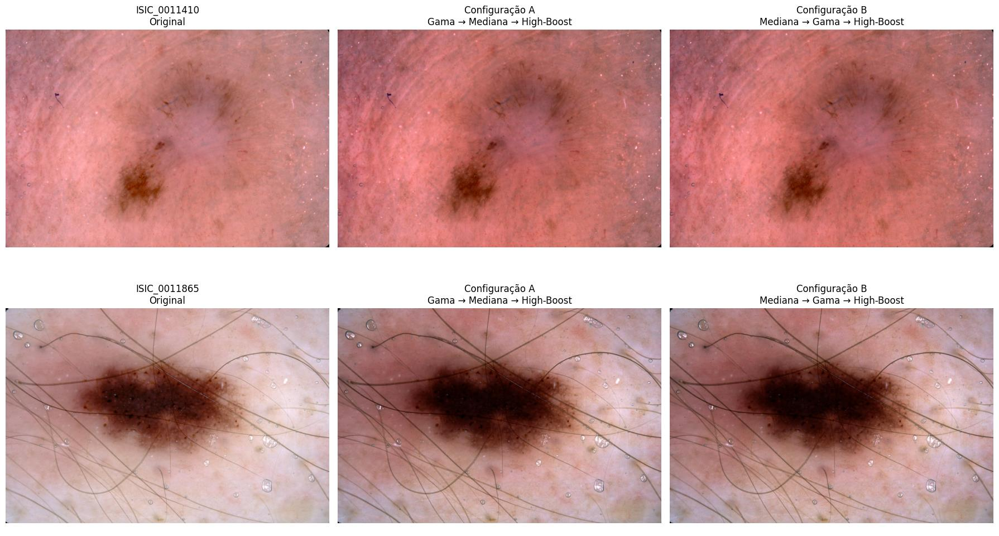 ISIC_0011410
Original
Configuração A
Gama → Mediana → High-Boost
Configuração B
Mediana → Gama → High-Boost
ISIC_0011865
Original
Configuração A
Gama → Mediana → High-Boost
Configuração B
Mediana → Gama → High-Boost